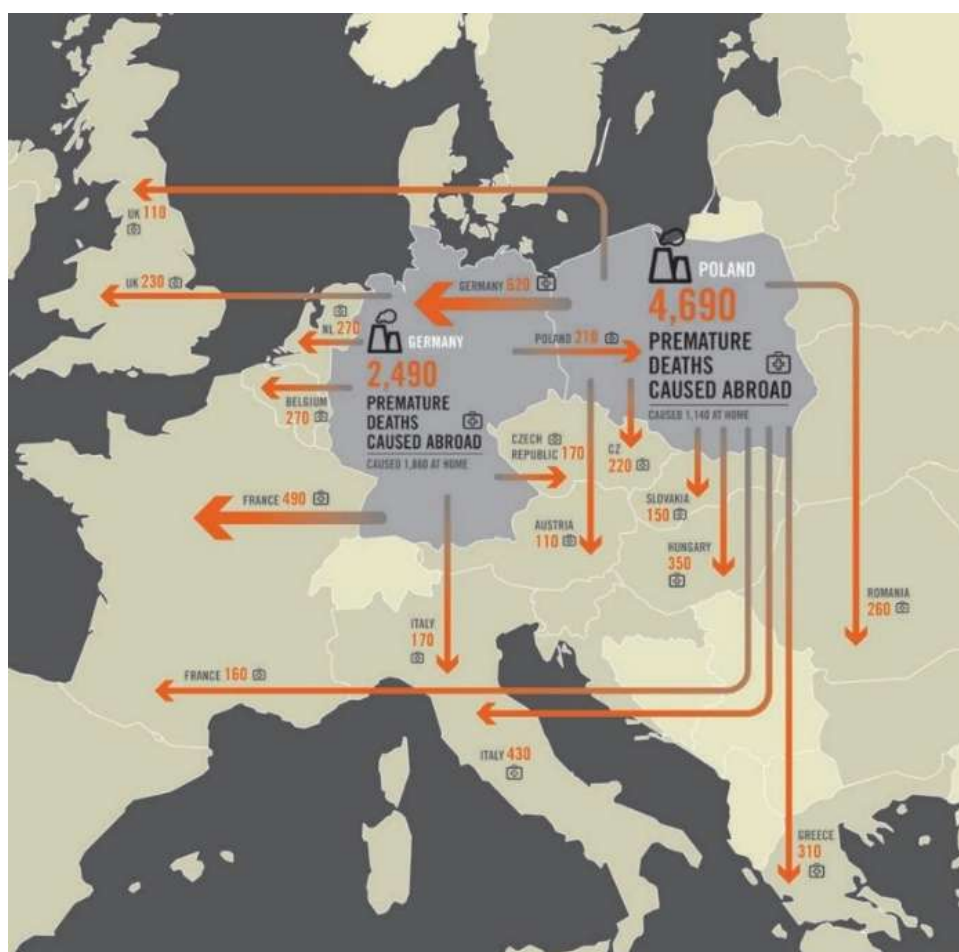 UK 110
UK 230
GERMANY 620
POLAND
4,690
PREMATURE
DEATHS
CAUSED ABROAD
CAUSED 1,140 AT HOME
NL 270
GERMANY
2,490
PREMATURE
DEATHS
CAUSED ABROAD
CAUSED 1,860 AT HOME
POLAND 210
BELGIUM
270
CZECH
REPUBLIC 170
CZ
220
FRANCE 490
AUSTRIA
110
SLOVAKIA
150
HUNGARY
350
ROMANIA
260
ITALY
170
FRANCE 160
ITALY 430
GREECE
310